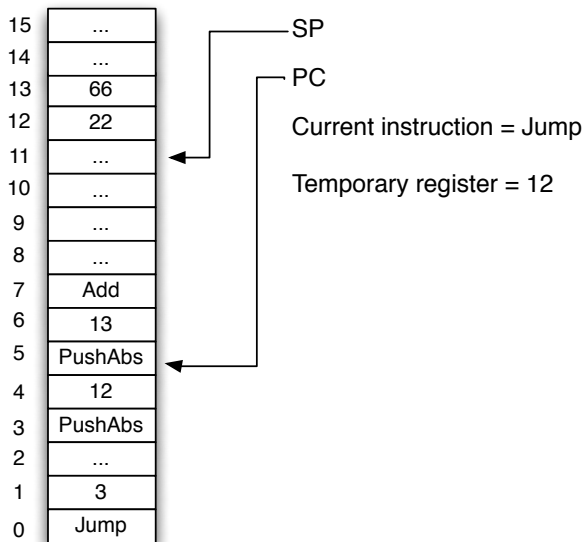 15 ...
14 ...
13 66
12 22
11 ...
10 ...
9 ...
8 ...
7 Add
6 13
5 PushAbs
4 12
3 PushAbs
2 ...
1 3
0 Jump
SP
PC
Current instruction = Jump
Temporary register = 12